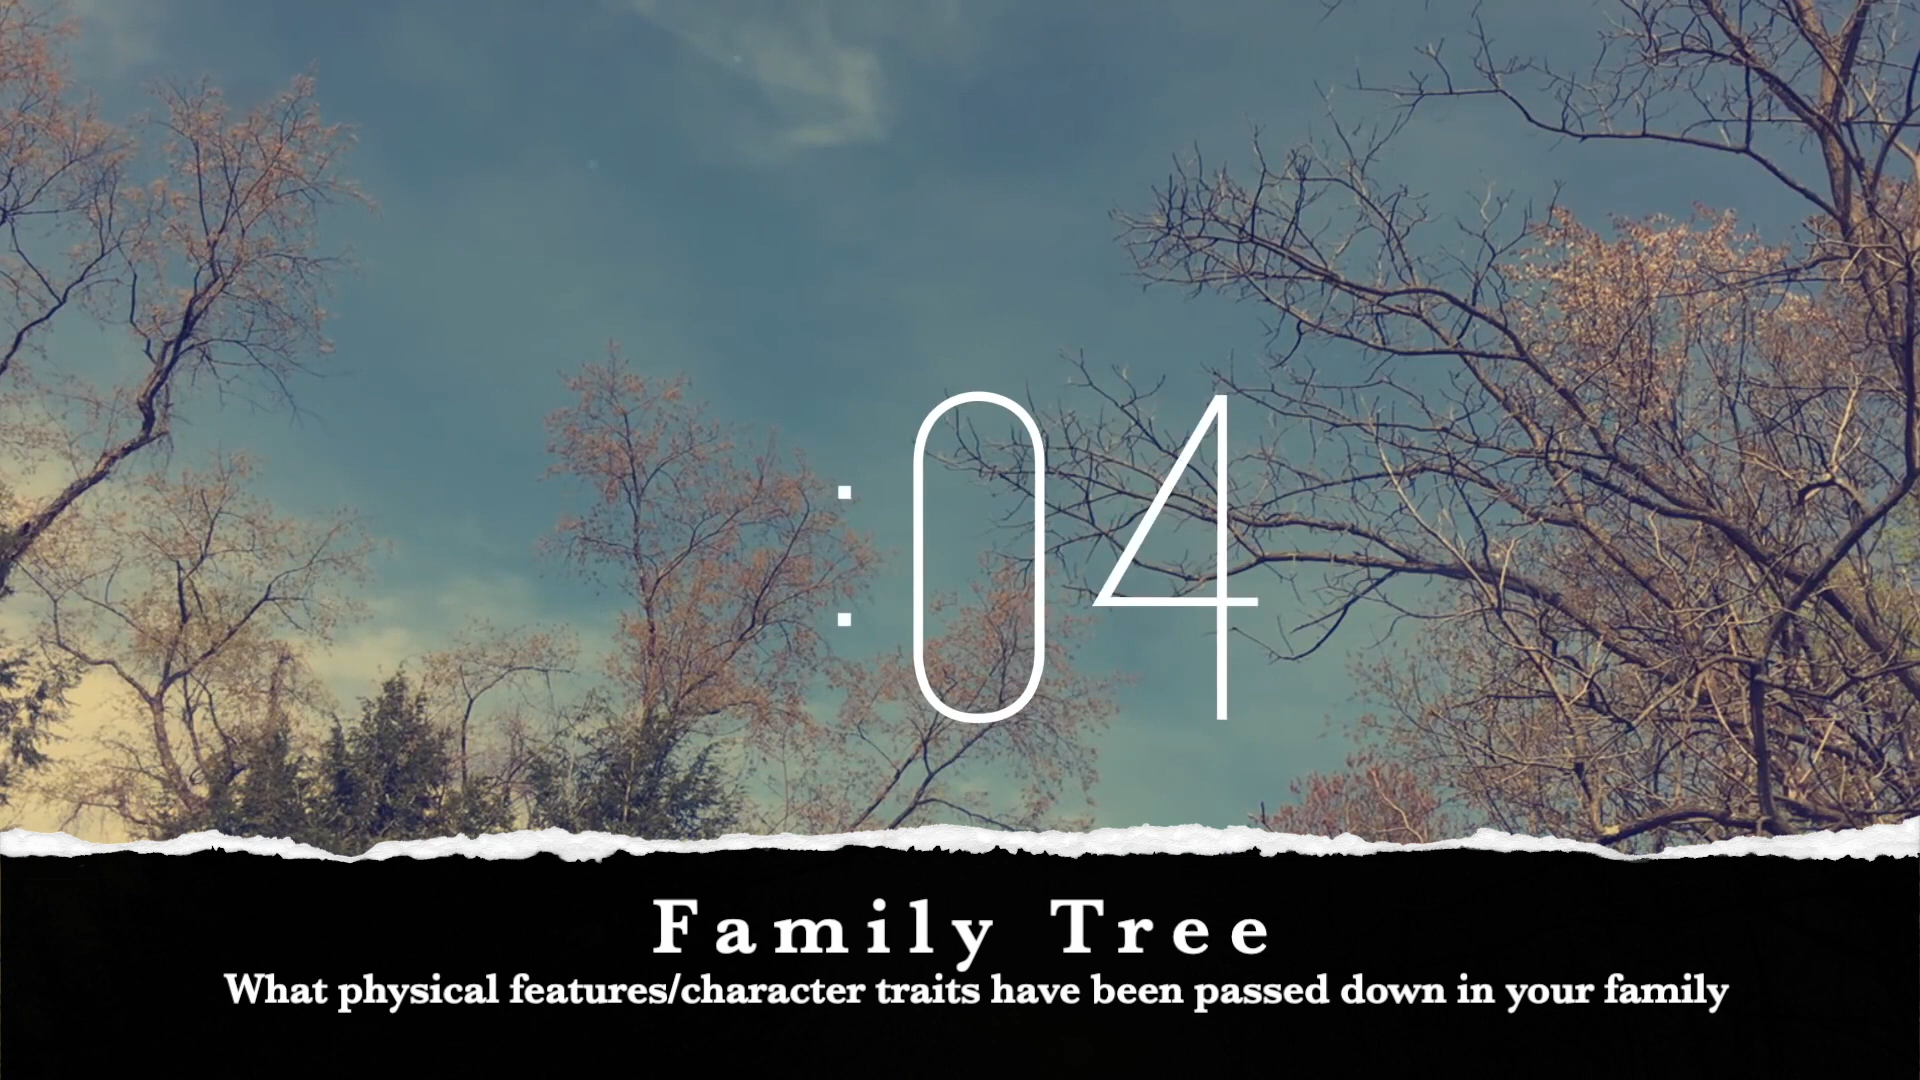 :04
Family Tree
What physical features/character traits have been passed down in your family